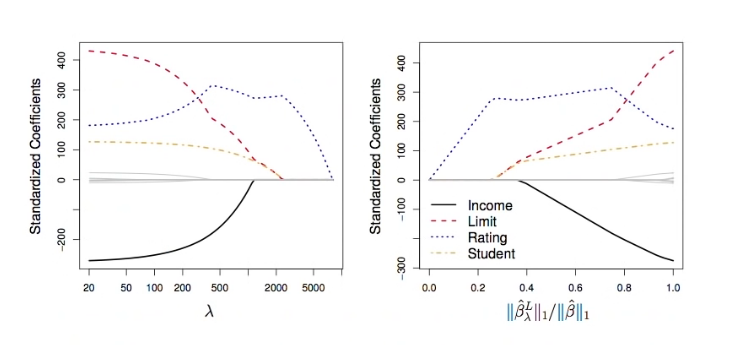 Standardized Coefficients
400
300
200
100
0
−200
20 50 100 200 500 2000 5000
λ
Standardized Coefficients
400
300
200
100
0
−100
−300
Income
Limit
Rating
Student
0.0 0.2 0.4 0.6 0.8 1.0
‖β̂ᴸλ‖₁/‖β̂‖₁